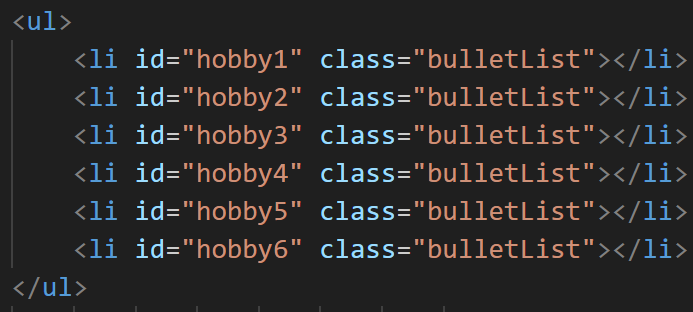 <ul>
<li id="hobby1" class="bulletList"></li>
<li id="hobby2" class="bulletList"></li>
<li id="hobby3" class="bulletList"></li>
<li id="hobby4" class="bulletList"></li>
<li id="hobby5" class="bulletList"></li>
<li id="hobby6" class="bulletList"></li>
</ul>